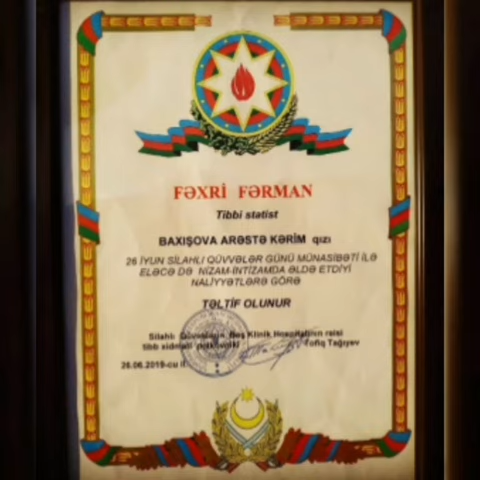 FƏXRİ FƏRMAN
Tibbi statist
BAXIŞOVA ARƏSTƏ KƏRİM qızı
26 İYUN SİLAHLI QÜVVƏLƏR GÜNÜ MÜNASİBƏTİ İLƏ
ELƏCƏ DƏ NİZAM-İNTİZAMDA ƏLDƏ ETDİYİ
NALİYYƏTLƏRƏ GÖRƏ
TƏLTİF OLUNUR
Silahlı Qüvvələrin Baş Klinik Hospitalının rəisi
tibb xidməti polkovniki Tofiq Tağıyev
26.06.2019-cu il